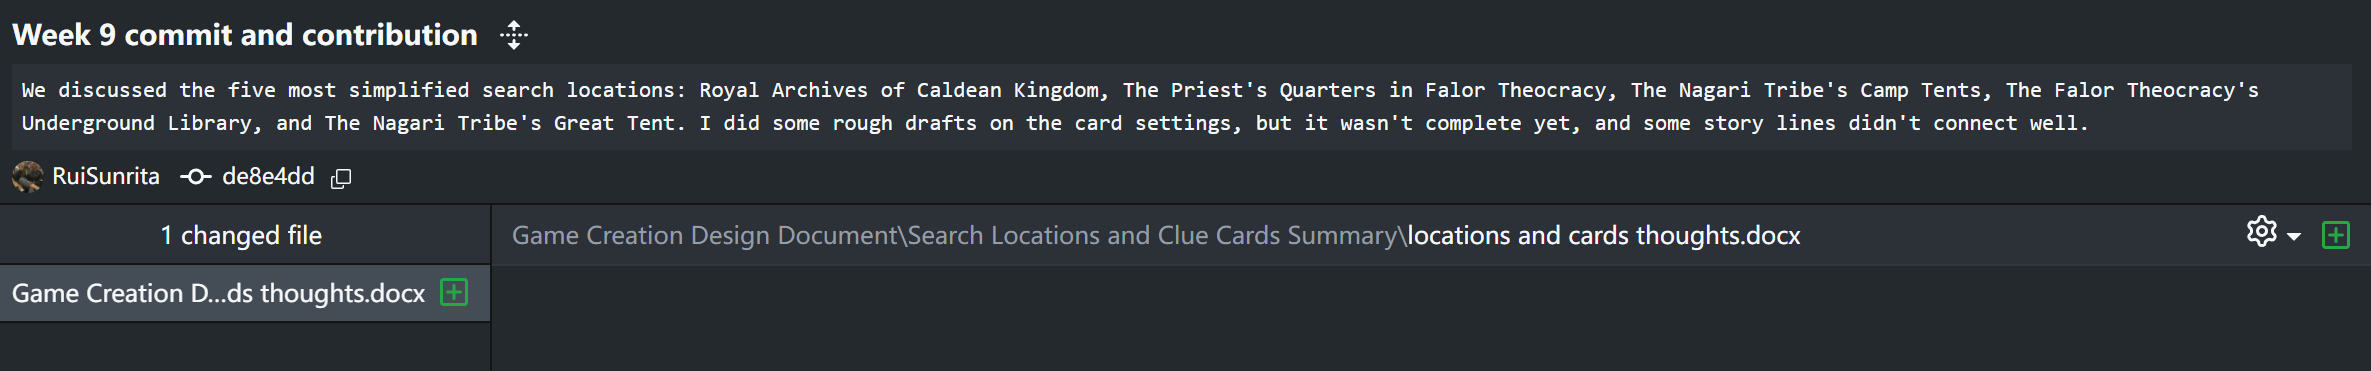 Week 9 commit and contribution
We discussed the five most simplified search locations: Royal Archives of Caldean Kingdom, The Priest's Quarters in Falor Theocracy, The Nagari Tribe's Camp Tents, The Falor Theocracy's
Underground Library, and The Nagari Tribe's Great Tent. I did some rough drafts on the card settings, but it wasn't complete yet, and some story lines didn't connect well.
RuiSunrita de8e4dd
1 changed file
Game Creation Design Document\Search Locations and Clue Cards Summary\locations and cards thoughts.docx
Game Creation D...ds thoughts.docx